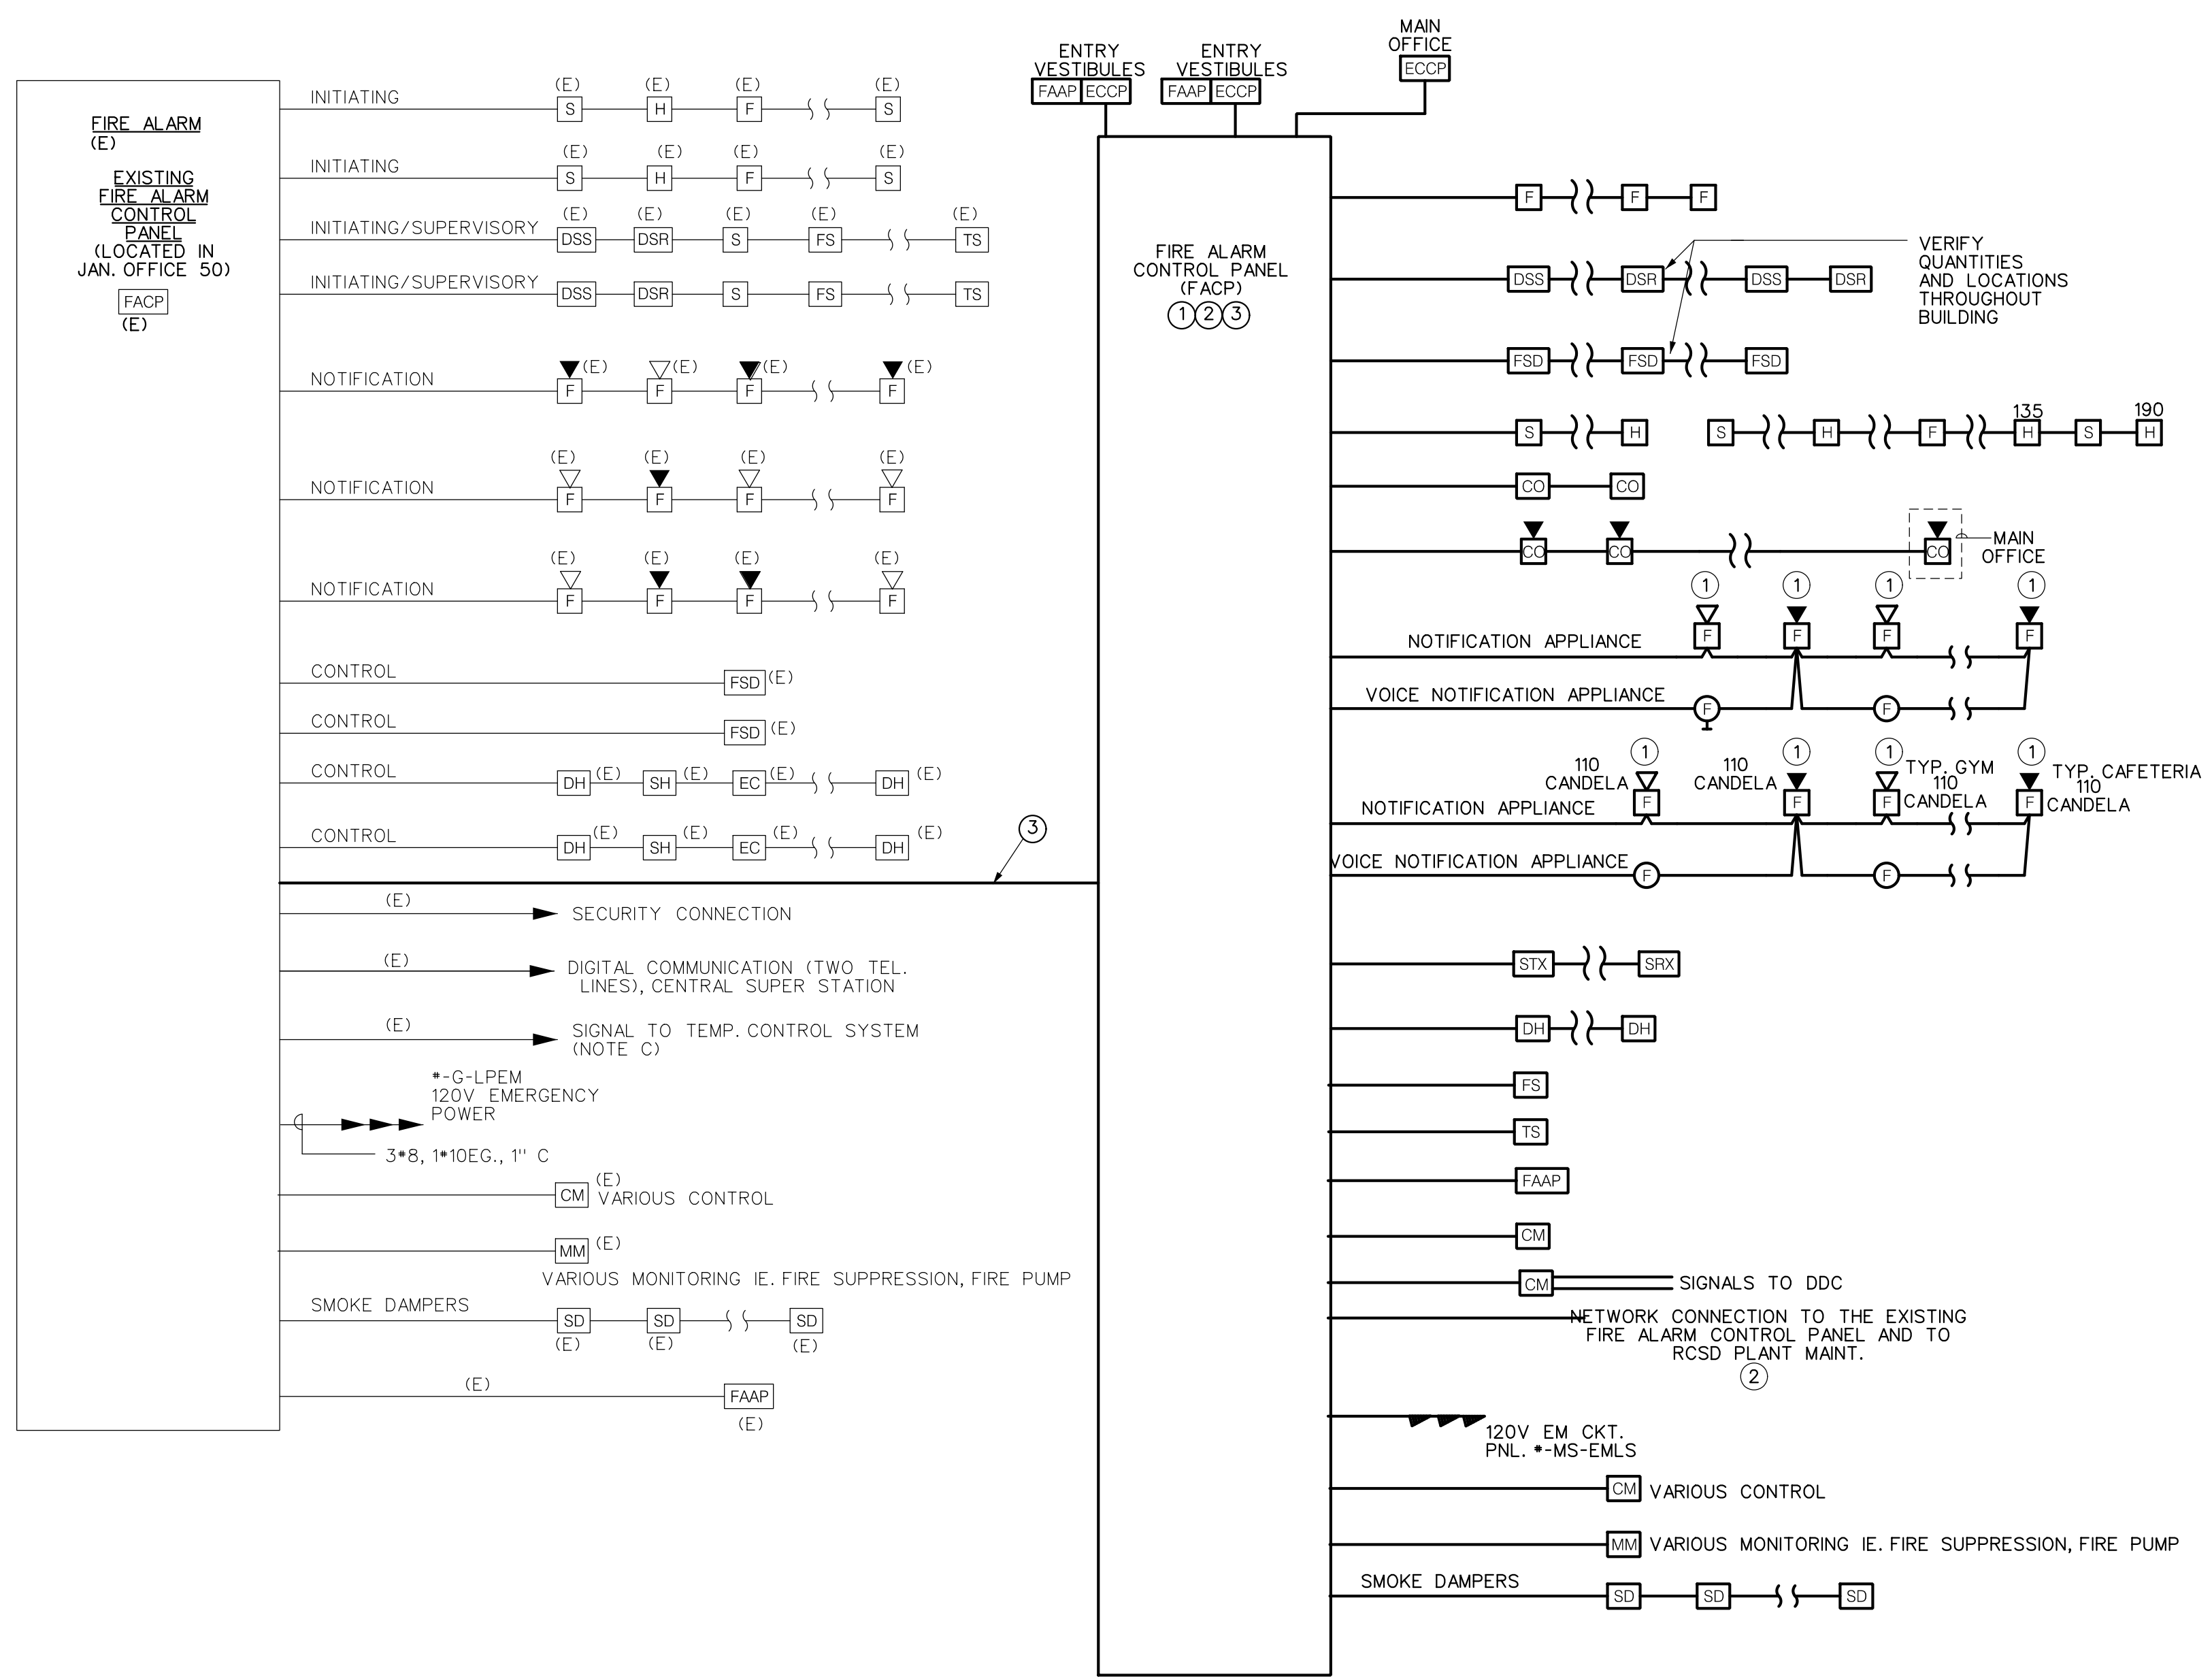 FIRE ALARM
(E)
EXISTING
FIRE ALARM
CONTROL
PANEL
(LOCATED IN
JAN. OFFICE 50)
FACP
(E)
INITIATING
(E) (E) (E) (E)
S H F S
INITIATING
(E) (E) (E) (E)
S H F S
INITIATING/SUPERVISORY
(E) (E) (E) (E) (E)
DSS DSR S FS TS
INITIATING/SUPERVISORY
DSS DSR S FS TS
NOTIFICATION
(E) (E) (E) (E)
F F F F
NOTIFICATION
(E) (E) (E) (E)
F F F F
NOTIFICATION
(E) (E) (E) (E)
F F F F
CONTROL
FSD (E)
CONTROL
FSD (E)
CONTROL
DH (E) SH (E) EC (E) DH (E)
CONTROL
DH (E) SH (E) EC (E) DH (E)
3
(E)
SECURITY CONNECTION
(E)
DIGITAL COMMUNICATION (TWO TEL.
LINES), CENTRAL SUPER STATION
(E)
SIGNAL TO TEMP. CONTROL SYSTEM
(NOTE C)
#-G-LPEM
120V EMERGENCY
POWER
3#8, 1#10EG., 1" C
CM (E)
VARIOUS CONTROL
MM (E)
VARIOUS MONITORING IE. FIRE SUPPRESSION, FIRE PUMP
SMOKE DAMPERS
SD SD SD
(E) (E) (E)
(E)
FAAP
(E)
ENTRY
VESTIBULES
FAAP ECCP
ENTRY
VESTIBULES
FAAP ECCP
MAIN
OFFICE
ECCP
FIRE ALARM
CONTROL PANEL
(FACP)
1 2 3
F F F
DSS DSR DSS DSR
VERIFY
QUANTITIES
AND LOCATIONS
THROUGHOUT
BUILDING
FSD FSD FSD
135 190
S H S H F H S H
CO CO
CO CO CO
MAIN
OFFICE
1 1 1 1
F F F F
NOTIFICATION APPLIANCE
VOICE NOTIFICATION APPLIANCE
F F
1 1 1 1
110
CANDELA
F
110
CANDELA
F
TYP. GYM
110
CANDELA
F
TYP. CAFETERIA
110
CANDELA
F
NOTIFICATION APPLIANCE
VOICE NOTIFICATION APPLIANCE
F F
STX SRX
DH DH
FS
TS
FAAP
CM
CM SIGNALS TO DDC
NETWORK CONNECTION TO THE EXISTING
FIRE ALARM CONTROL PANEL AND TO
RCSD PLANT MAINT.
2
120V EM CKT.
PNL. #-MS-EMLS
CM VARIOUS CONTROL
MM VARIOUS MONITORING IE. FIRE SUPPRESSION, FIRE PUMP
SMOKE DAMPERS
SD SD SD